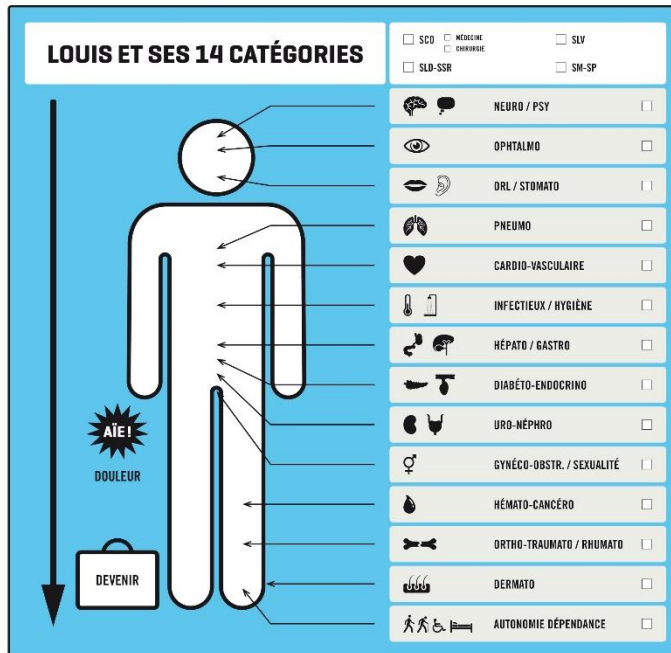 LOUIS ET SES 14 CATÉGORIES
SCD
MÉDECINE
CHIRURGIE
SLV
SLD-SSR
SM-SP
NEURO / PSY
OPHTALMO
ORL / STOMATO
PNEUMO
CARDIO-VASCULAIRE
INFECTIEUX / HYGIÈNE
HÉPATO / GASTRO
DIABÉTO-ENDOCRINO
URO-NÉPHRO
GYNÉCO-OBSTR. / SEXUALITÉ
HÉMATO-CANCÉRO
ORTHO-TRAUMATO / RHUMATO
DERMATO
AUTONOMIE DÉPENDANCE
AÏE !
DOULEUR
DEVENIR